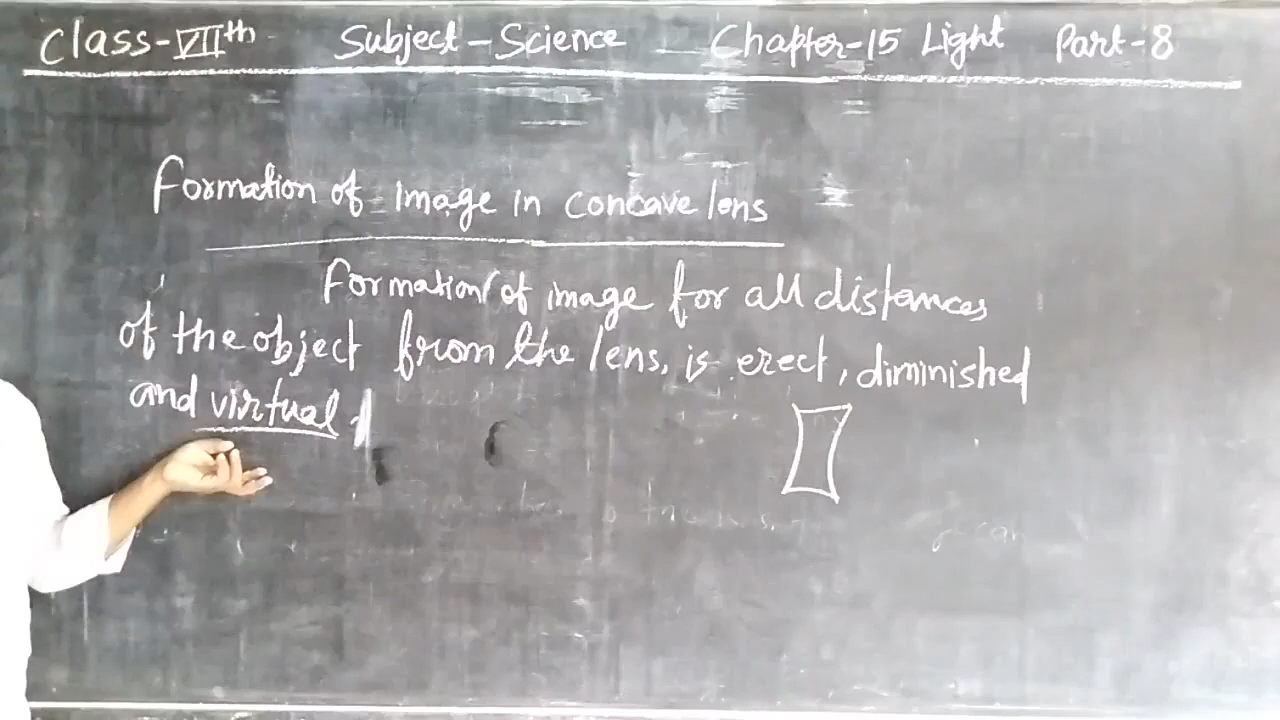 Class-VIIth Subject-Science Chapter-15 Light Part-8
Formation of image in concave lens
Formation of image for all distances
of the object from the lens, is erect, diminished
and virtual.